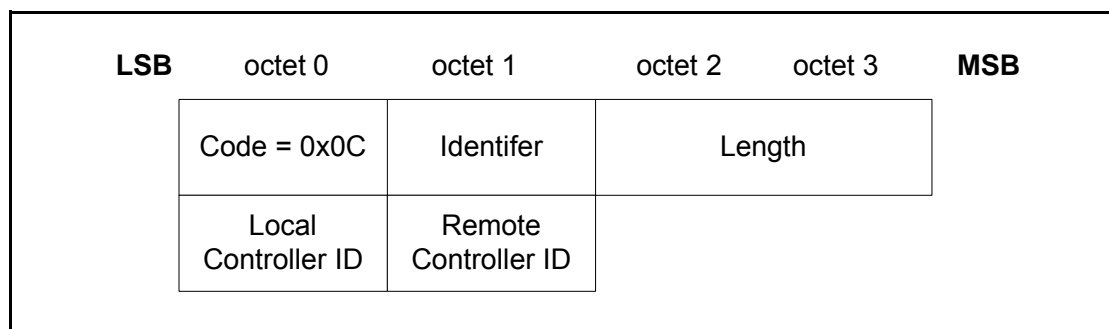 LSB octet 0 octet 1 octet 2 octet 3 MSB
Code = 0x0C Identifer Length
Local Remote
Controller ID Controller ID